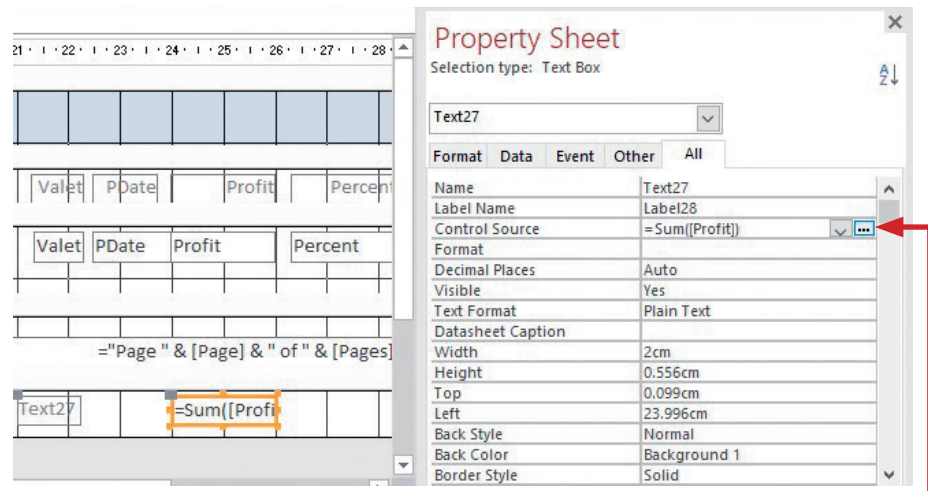 21 · ı · 22 · ı · 23 · ı · 24 · ı · 25 · ı · 26 · ı · 27 · ı · 28
Valet PDate Profit Percent
Valet PDate Profit Percent
="Page " & [Page] & " of " & [Pages]
Text27 =Sum([Profi
Property Sheet
Selection type: Text Box
A
Z
Text27
Format Data Event Other All
Name Text27
Label Name Label28
Control Source =Sum([Profit])
Format
Decimal Places Auto
Visible Yes
Text Format Plain Text
Datasheet Caption
Width 2cm
Height 0.556cm
Top 0.099cm
Left 23.996cm
Back Style Normal
Back Color Background 1
Border Style Solid